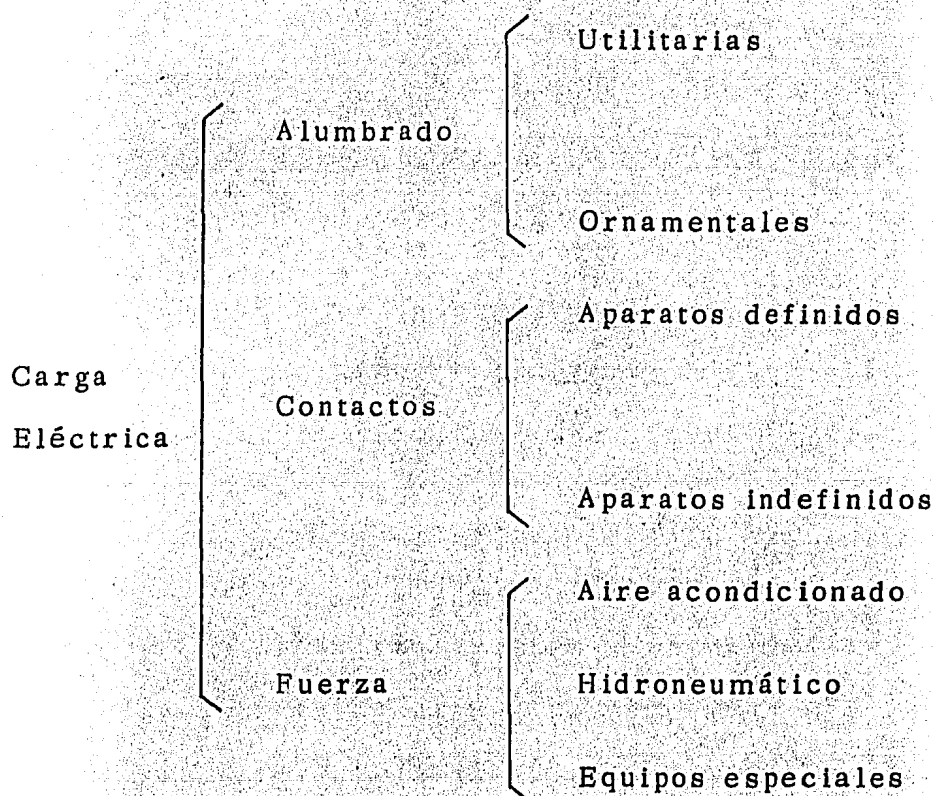 Utilitarias
Alumbrado
Ornamentales
Aparatos definidos
Carga
Contactos
Eléctrica
Aparatos indefinidos
Aire acondicionado
Fuerza
Hidroneumático
Equipos especiales